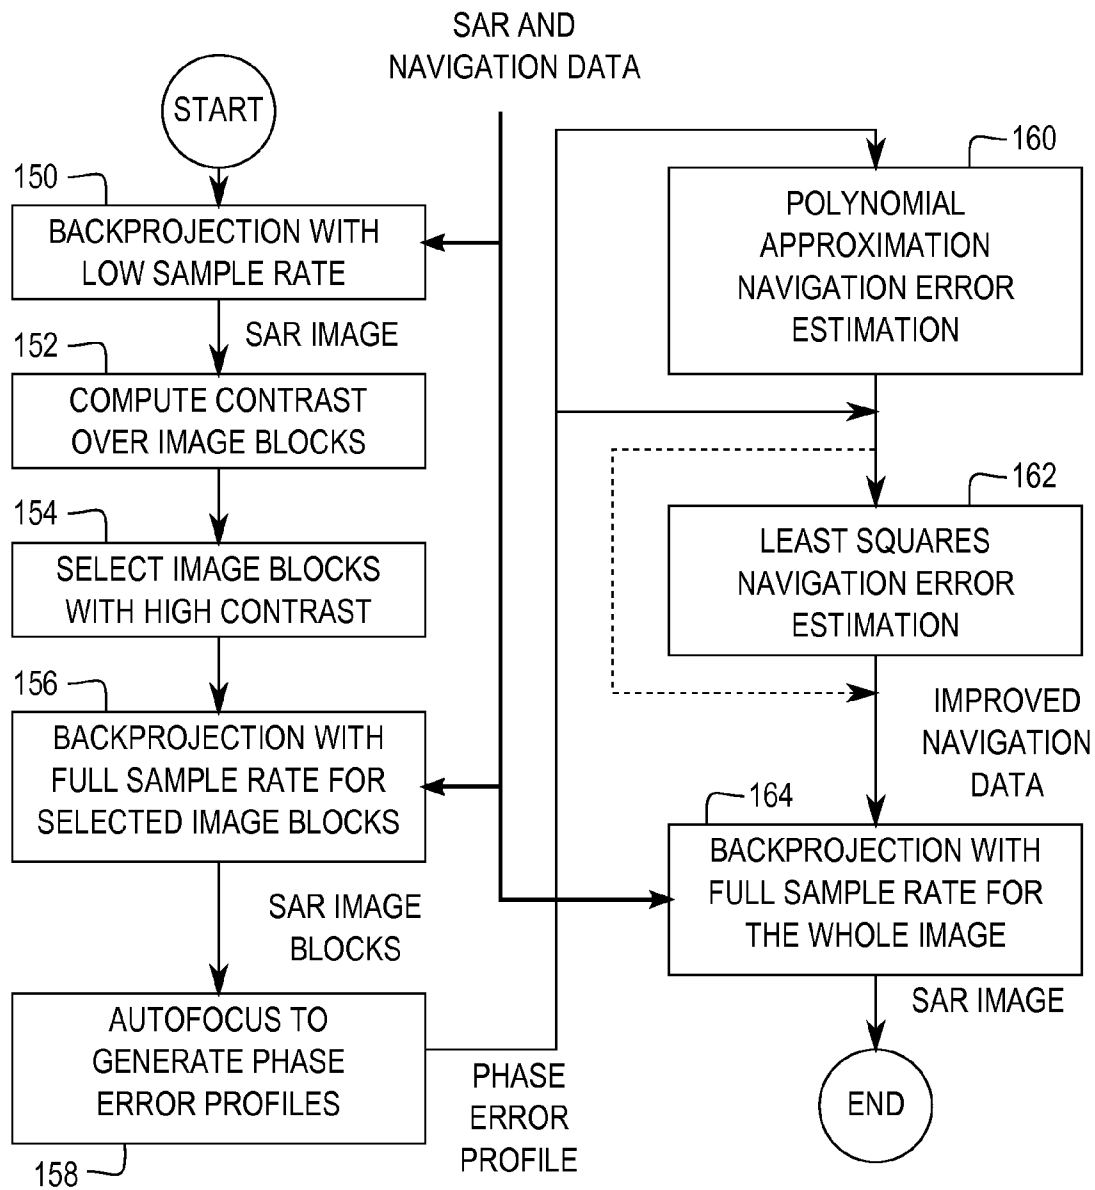 SAR AND
NAVIGATION DATA
START
150
BACKPROJECTION WITH
LOW SAMPLE RATE
SAR IMAGE
152
COMPUTE CONTRAST
OVER IMAGE BLOCKS
154
SELECT IMAGE BLOCKS
WITH HIGH CONTRAST
156
BACKPROJECTION WITH
FULL SAMPLE RATE FOR
SELECTED IMAGE BLOCKS
SAR IMAGE
BLOCKS
AUTOFOCUS TO
GENERATE PHASE
ERROR PROFILES
158
PHASE
ERROR
PROFILE
160
POLYNOMIAL
APPROXIMATION
NAVIGATION ERROR
ESTIMATION
162
LEAST SQUARES
NAVIGATION ERROR
ESTIMATION
IMPROVED
NAVIGATION
DATA
164
BACKPROJECTION WITH
FULL SAMPLE RATE FOR
THE WHOLE IMAGE
SAR IMAGE
END